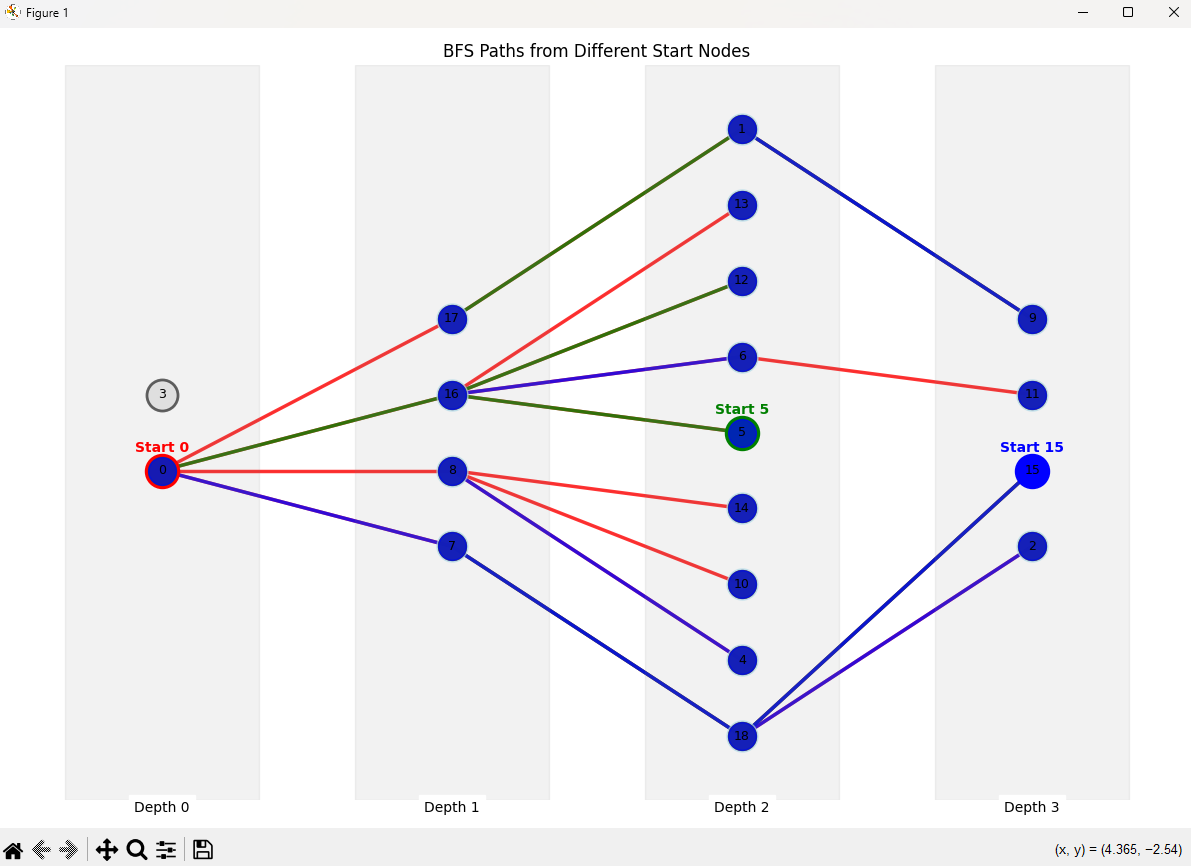 Figure 1
BFS Paths from Different Start Nodes
1
13
12
17
9
6
3
16
11
Start 5
5
Start 0
Start 15
0
8
15
14
7
2
10
4
18
Depth 0
Depth 1
Depth 2
Depth 3
(x, y) = (4.365, −2.54)